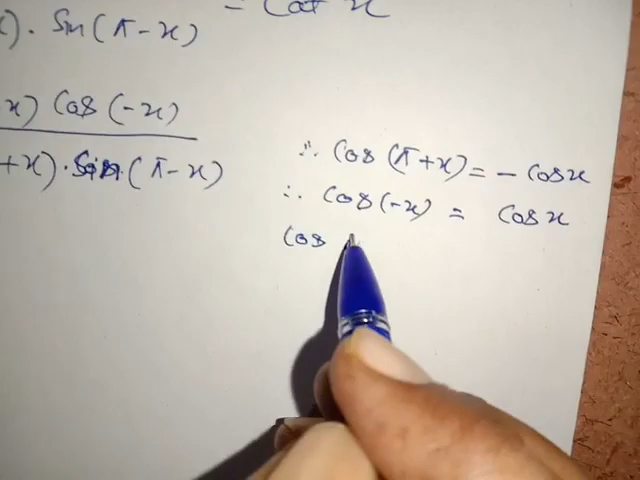 = Cot x
). Sin (π - x)
x) Cos (-x)
+x). Sin. (π - x)
∴ Cos (π + x) = - Cos x
∴ Cos (-x) = Cos x
Cos